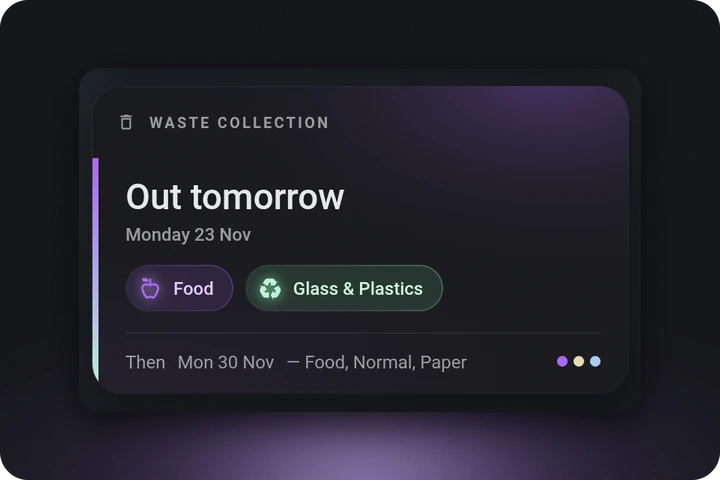 WASTE COLLECTION
Out tomorrow
Monday 23 Nov
Food Glass & Plastics
Then Mon 30 Nov — Food, Normal, Paper